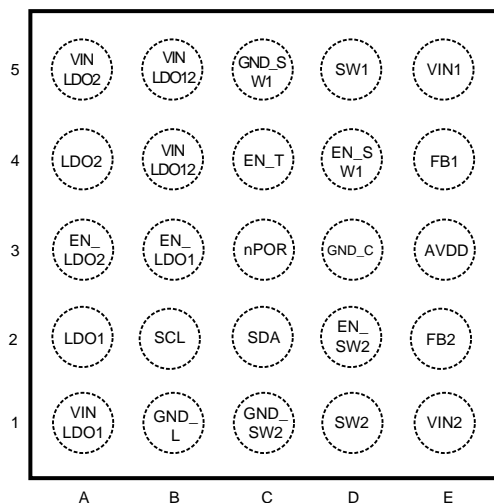 5
VIN
LDO2
VIN
LDO12
GND_S
W1
SW1
VIN1
4
LDO2
VIN
LDO12
EN_T
EN_S
W1
FB1
3
EN_
LDO2
EN_
LDO1
nPOR
GND_C
AVDD
2
LDO1
SCL
SDA
EN_
SW2
FB2
1
VIN
LDO1
GND_
L
GND_
SW2
SW2
VIN2
A B C D E